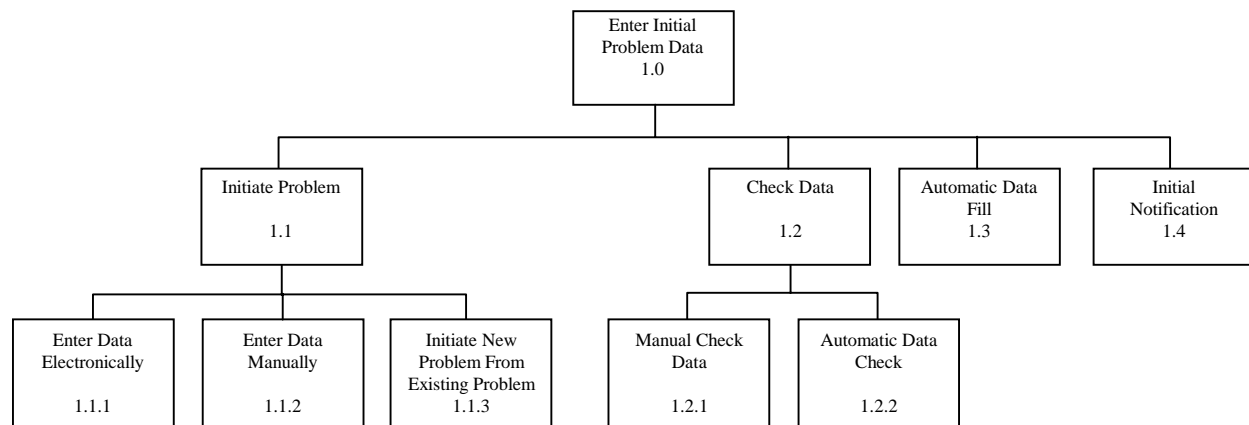 Enter Initial
Problem Data
1.0
Initiate Problem
1.1
Check Data
1.2
Automatic Data
Fill
1.3
Initial
Notification
1.4
Enter Data
Electronically
1.1.1
Enter Data
Manually
1.1.2
Initiate New
Problem From
Existing Problem
1.1.3
Manual Check
Data
1.2.1
Automatic Data
Check
1.2.2